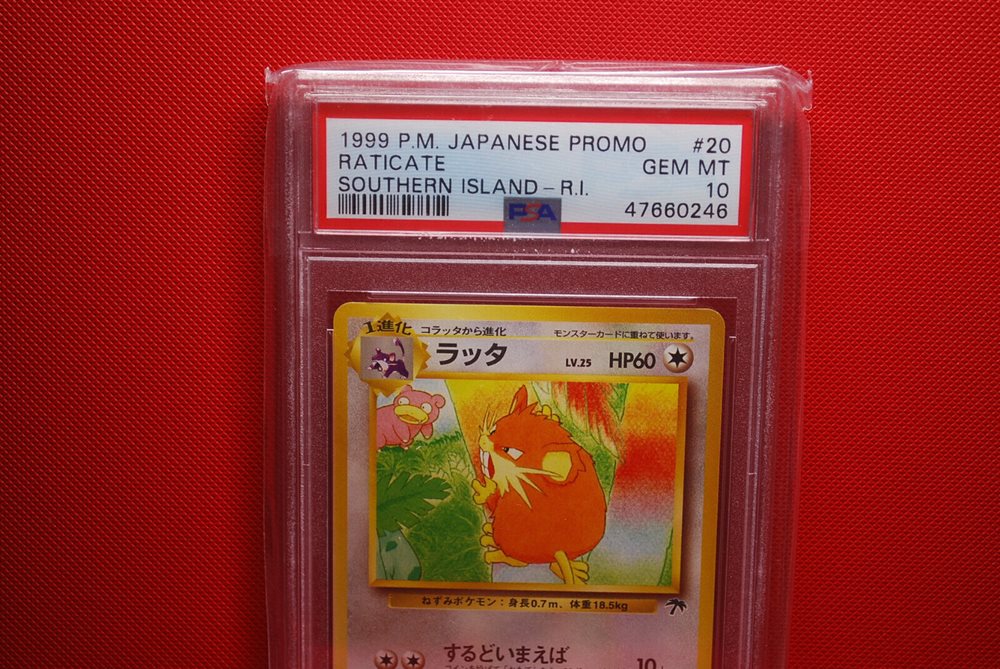 1999 P.M. JAPANESE PROMO #20
RATICATE GEM MT
SOUTHERN ISLAND - R.I. 10
PSA 47660246
1進化 コラッタから進化 モンスターカードに重ねて使います。
ラッタ LV.25 HP60
ねずみポケモン：身長0.7m、体重18.5kg
するどいまえば 10